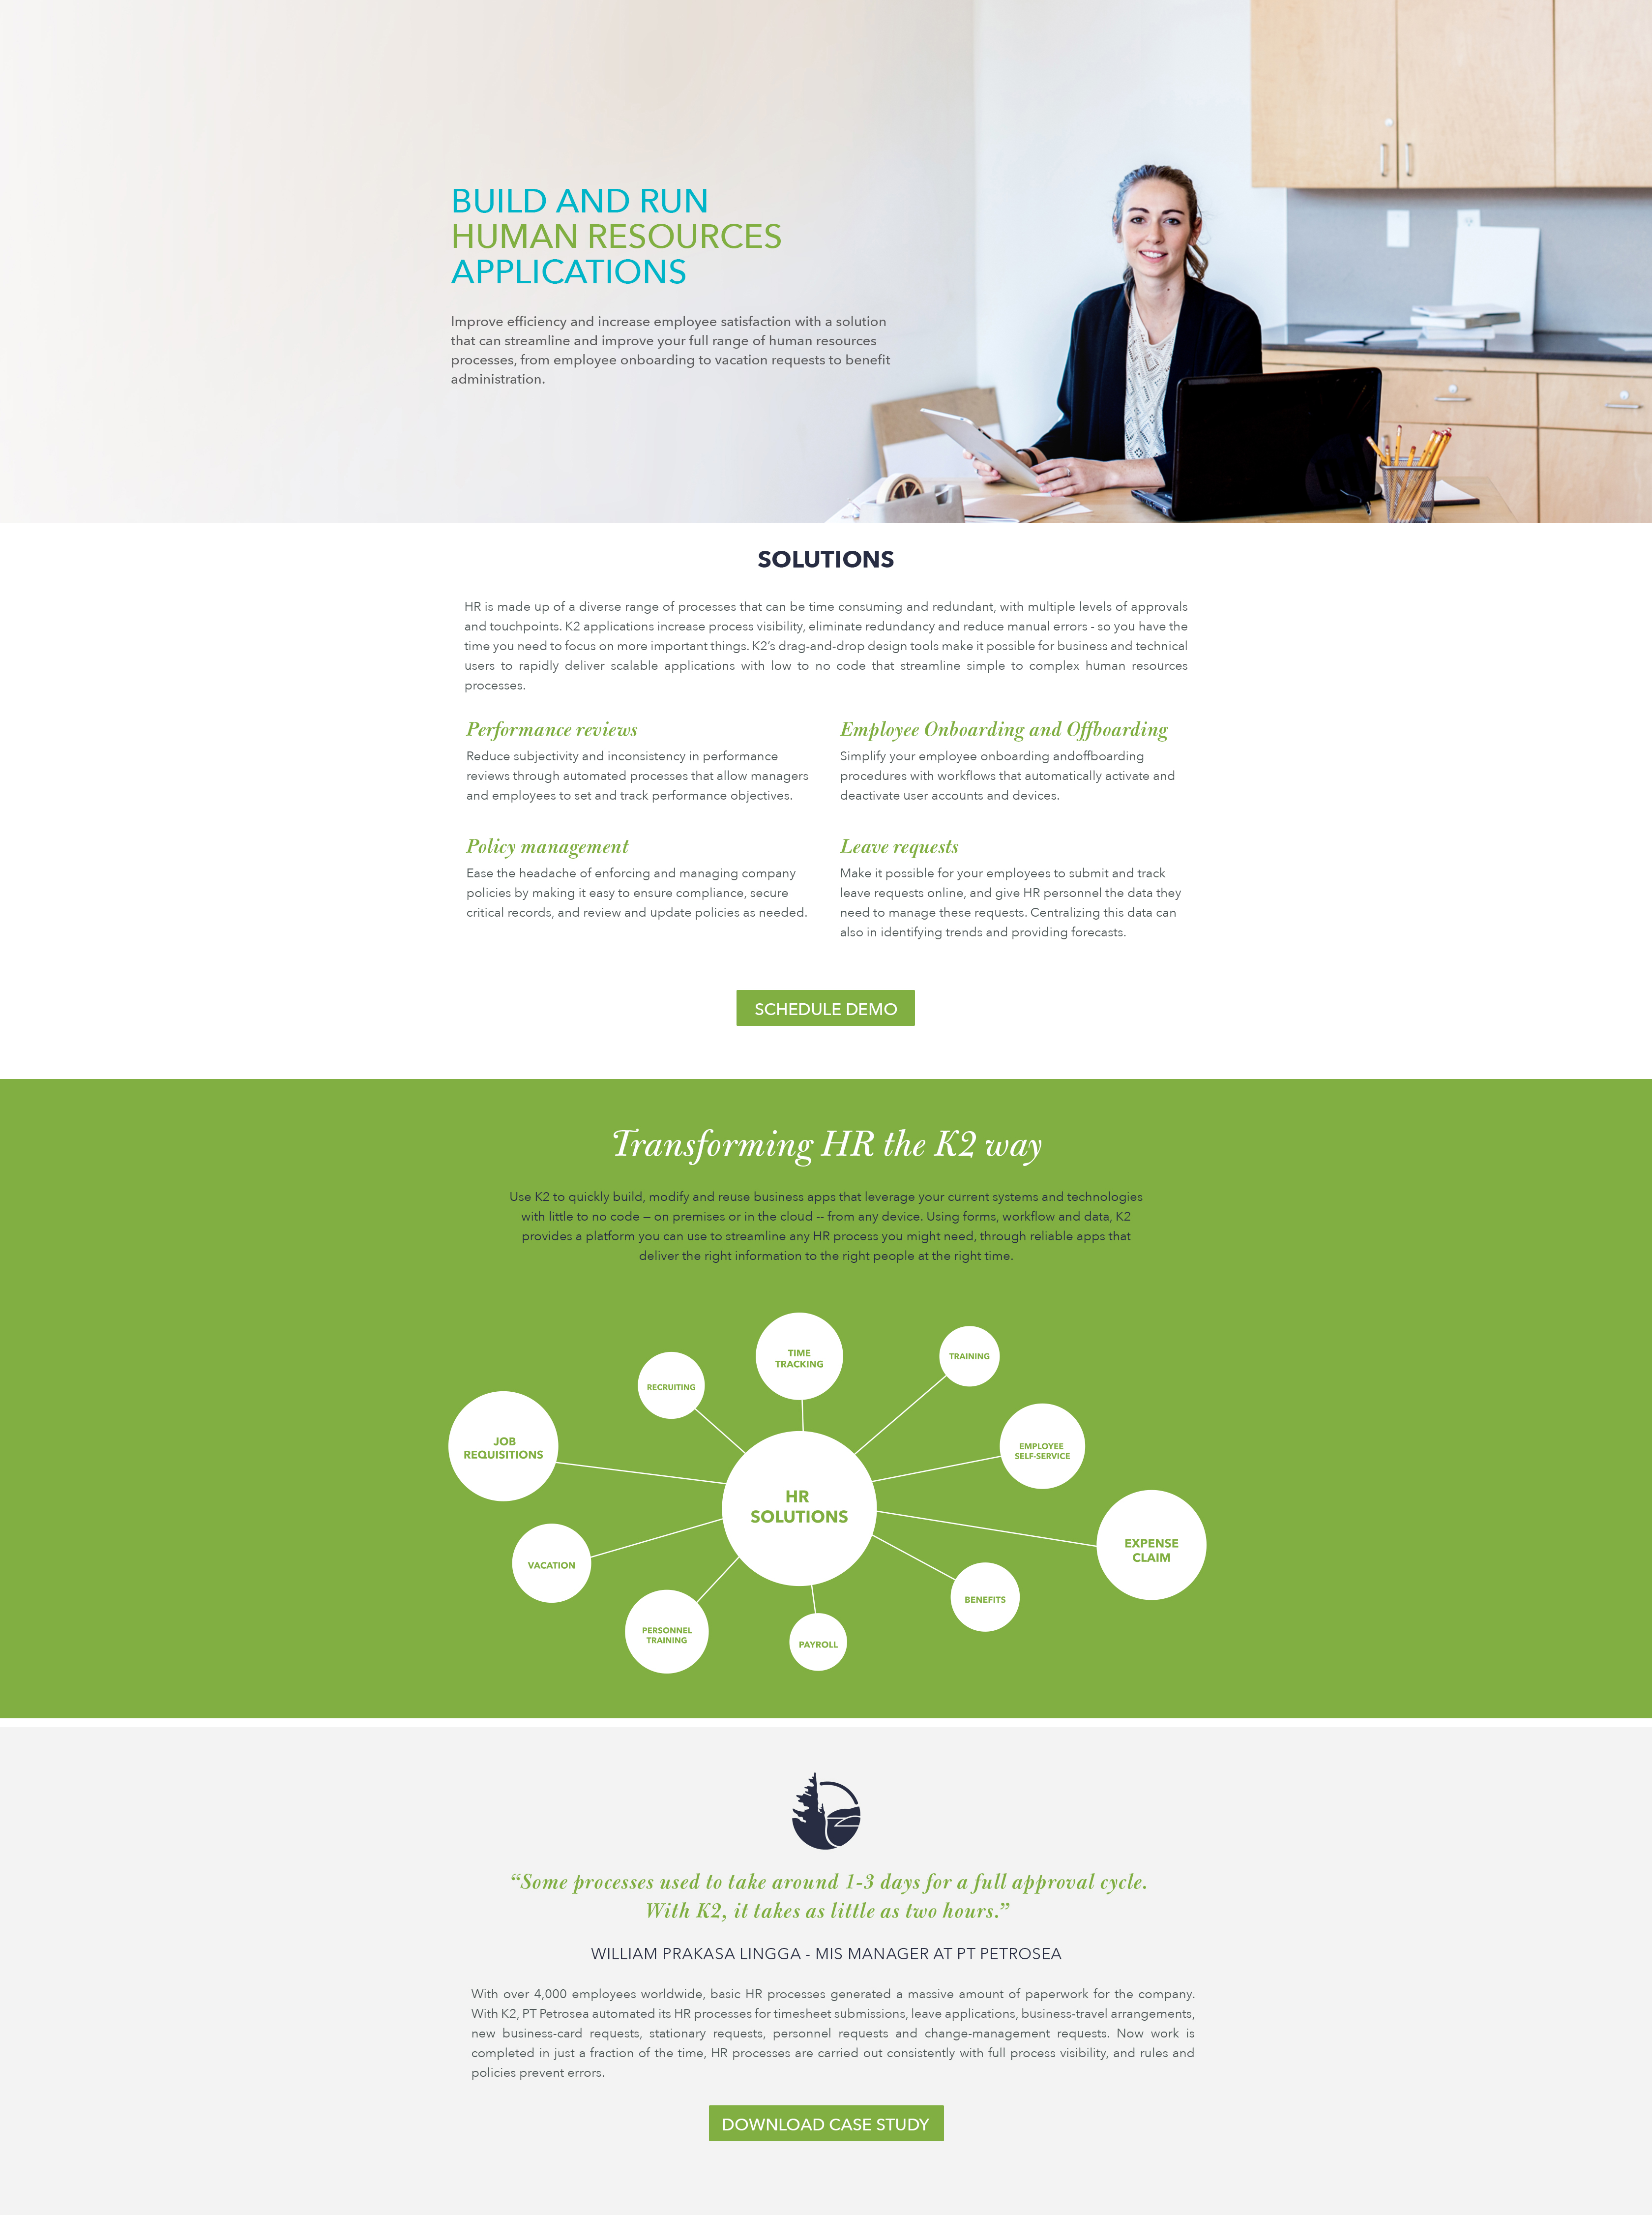 BUILD AND RUN
HUMAN RESOURCES
APPLICATIONS
Improve efficiency and increase employee satisfaction with a solution
that can streamline and improve your full range of human resources
processes, from employee onboarding to vacation requests to benefit
administration.
SOLUTIONS
HR is made up of a diverse range of processes that can be time consuming and redundant, with multiple levels of approvals
and touchpoints. K2 applications increase process visibility, eliminate redundancy and reduce manual errors - so you have the
time you need to focus on more important things. K2’s drag-and-drop design tools make it possible for business and technical
users to rapidly deliver scalable applications with low to no code that streamline simple to complex human resources
processes.
Performance reviews
Reduce subjectivity and inconsistency in performance
reviews through automated processes that allow managers
and employees to set and track performance objectives.
Employee Onboarding and Offboarding
Simplify your employee onboarding andoffboarding
procedures with workflows that automatically activate and
deactivate user accounts and devices.
Policy management
Ease the headache of enforcing and managing company
policies by making it easy to ensure compliance, secure
critical records, and review and update policies as needed.
Leave requests
Make it possible for your employees to submit and track
leave requests online, and give HR personnel the data they
need to manage these requests. Centralizing this data can
also in identifying trends and providing forecasts.
SCHEDULE DEMO
Transforming HR the K2 way
Use K2 to quickly build, modify and reuse business apps that leverage your current systems and technologies
with little to no code – on premises or in the cloud -- from any device. Using forms, workflow and data, K2
provides a platform you can use to streamline any HR process you might need, through reliable apps that
deliver the right information to the right people at the right time.
TIME
TRACKING
TRAINING
RECRUITING
JOB
REQUISITIONS
EMPLOYEE
SELF-SERVICE
HR
SOLUTIONS
EXPENSE
CLAIM
VACATION
BENEFITS
PERSONNEL
TRAINING
PAYROLL
“Some processes used to take around 1-3 days for a full approval cycle.
With K2, it takes as little as two hours.”
WILLIAM PRAKASA LINGGA - MIS MANAGER AT PT PETROSEA
With over 4,000 employees worldwide, basic HR processes generated a massive amount of paperwork for the company.
With K2, PT Petrosea automated its HR processes for timesheet submissions, leave applications, business-travel arrangements,
new business-card requests, stationary requests, personnel requests and change-management requests. Now work is
completed in just a fraction of the time, HR processes are carried out consistently with full process visibility, and rules and
policies prevent errors.
DOWNLOAD CASE STUDY